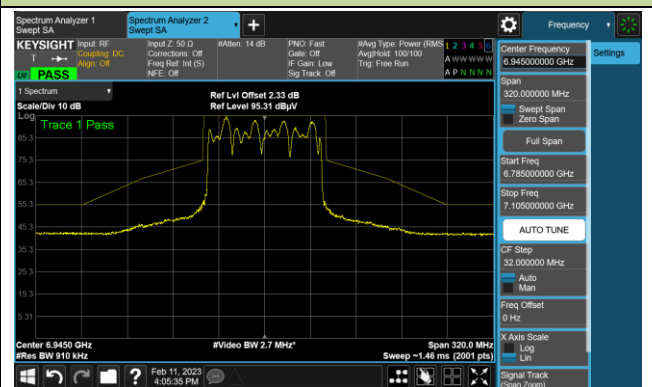 Spectrum Analyzer 1
Swept SA
Spectrum Analyzer 2
Swept SA
+
Frequency
KEYSIGHT
Input: RF
Coupling: DC
Align: Off
Input Z: 50 Ω
Corrections: Off
Freq Ref: Int (S)
NFE: Off
#Atten: 14 dB
PNO: Fast
Gate: Off
IF Gain: Low
Sig Track: Off
#Avg Type: Power (RMS
Avg|Hold: 100/100
Trig: Free Run
1 2 3 4 5 6
A W W W W W
A P N N N N
PASS
1 Spectrum
Scale/Div 10 dB
Ref Lvl Offset 2.33 dB
Ref Level 95.31 dBµV
Log
Trace 1 Pass
85.3
75.3
65.3
55.3
45.3
35.3
25.3
15.3
5.31
Center 6.9450 GHz
#Res BW 910 kHz
#Video BW 2.7 MHz*
Span 320.0 MHz
Sweep ~1.46 ms (2001 pts)
Feb 11, 2023
4:05:35 PM
Center Frequency
6.945000000 GHz
Settings
Span
320.000000 MHz
Swept Span
Zero Span
Full Span
Start Freq
6.785000000 GHz
Stop Freq
7.105000000 GHz
AUTO TUNE
CF Step
32.000000 MHz
Auto
Man
Freq Offset
0 Hz
X Axis Scale
Log
Lin
Signal Track
(Span Zoom)